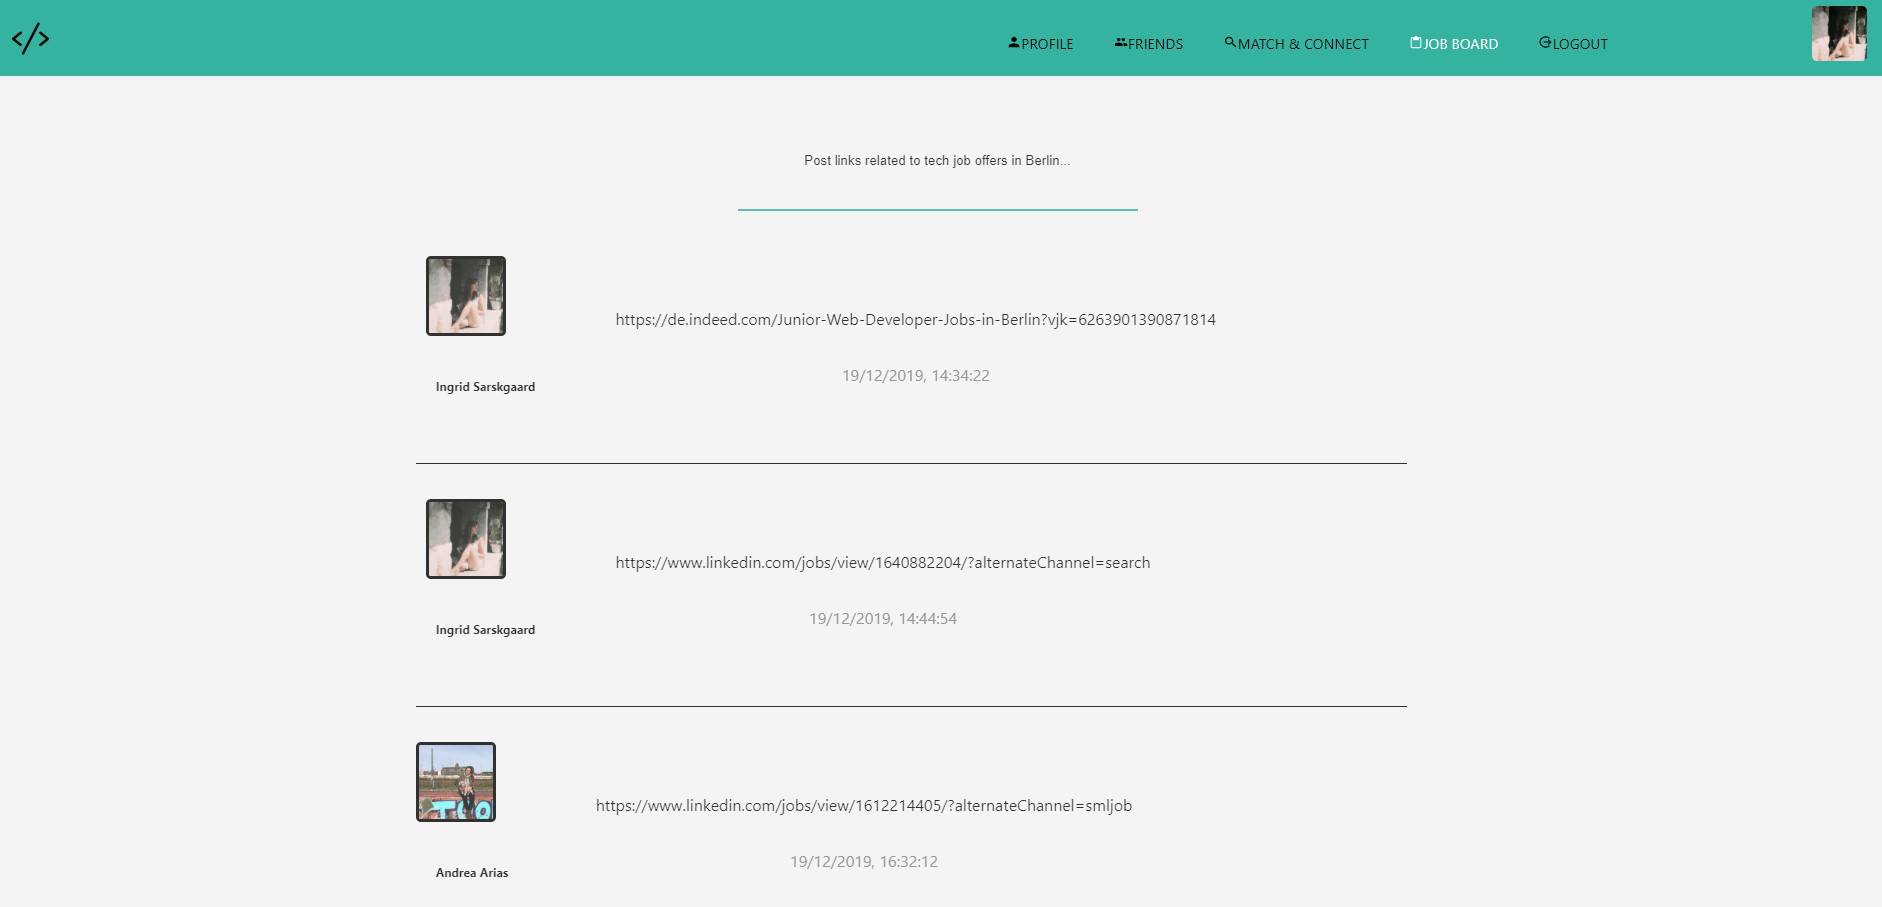 </>
PROFILE FRIENDS MATCH & CONNECT JOB BOARD LOGOUT
Post links related to tech job offers in Berlin...
https://de.indeed.com/Junior-Web-Developer-Jobs-in-Berlin?vjk=6263901390871814
19/12/2019, 14:34:22
Ingrid Sarskgaard
https://www.linkedin.com/jobs/view/1640882204/?alternateChannel=search
19/12/2019, 14:44:54
Ingrid Sarskgaard
https://www.linkedin.com/jobs/view/1612214405/?alternateChannel=smljob
19/12/2019, 16:32:12
Andrea Arias